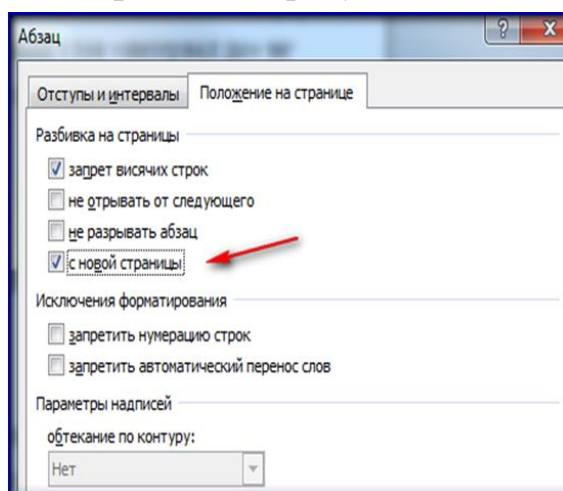 Абзац
Отступы и интервалы Положение на странице
Разбивка на страницы
запрет висячих строк
не отрывать от следующего
не разрывать абзац
с новой страницы
Исключения форматирования
запретить нумерацию строк
запретить автоматический перенос слов
Параметры надписей
обтекание по контуру:
Нет